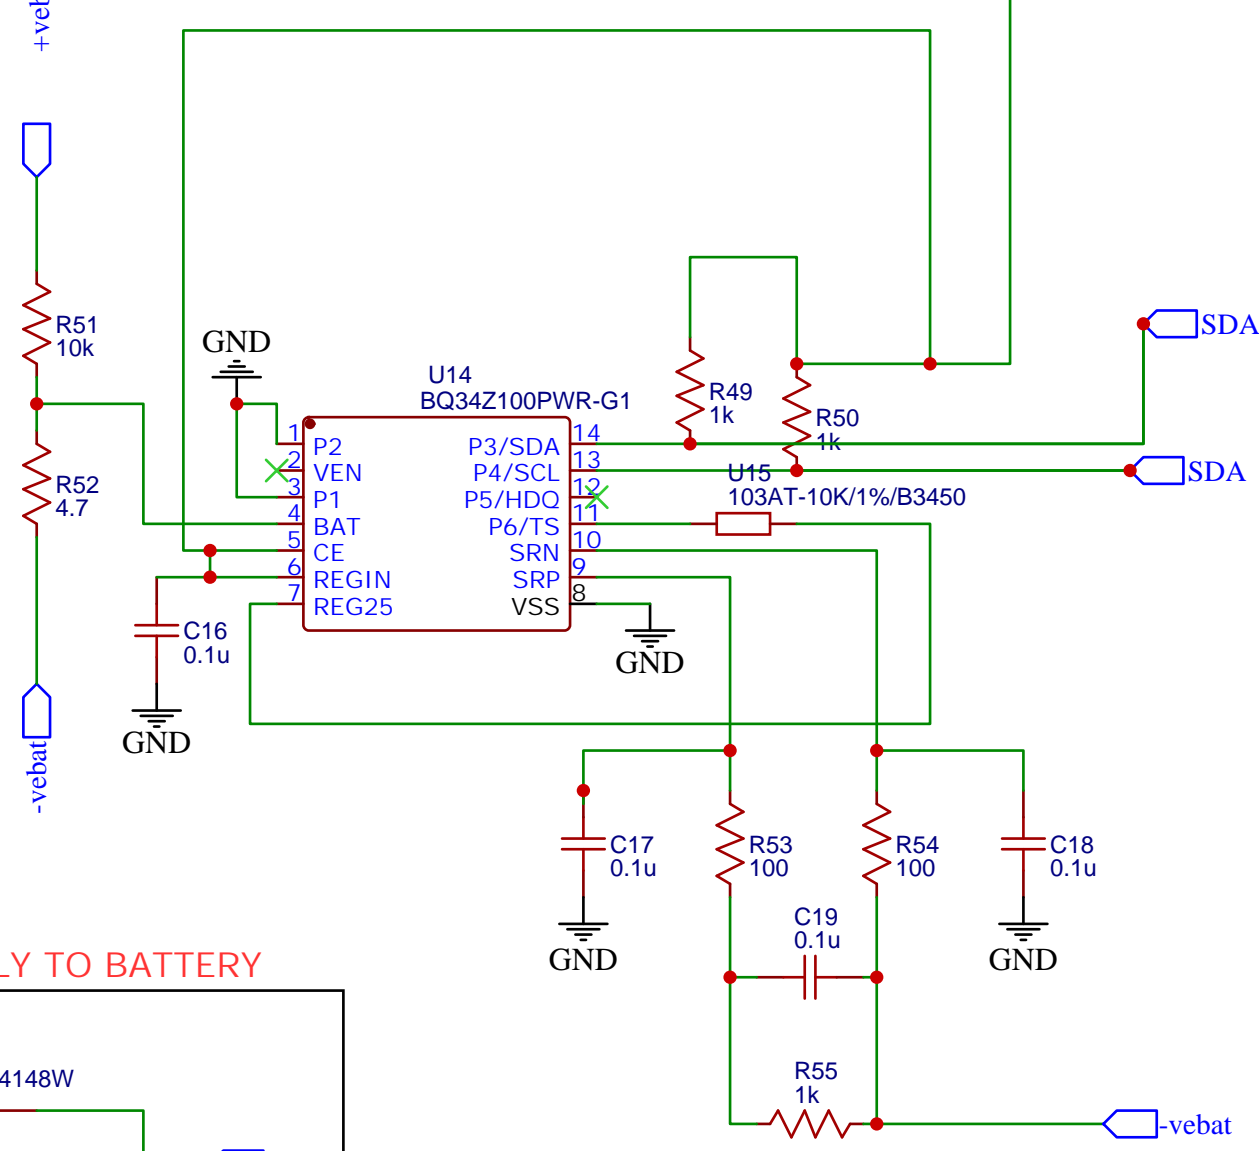 +veb
SDA
R51
10k
GND
U14
BQ34Z100PWR-G1
R49
1k
R50
1k
1
P2
P3/SDA
14
2
VEN
P4/SCL
13
SDA
U15
103AT-10K/1%/B3450
R52
4.7
3
P1
P5/HDQ
12
4
BAT
P6/TS
11
5
CE
SRN
10
6
REGIN
SRP
9
7
REG25
VSS
8
C16
0.1u
GND
GND
-vebat
C17
0.1u
R53
100
R54
100
C18
0.1u
C19
0.1u
GND
GND
LY TO BATTERY
4148W
R55
1k
-vebat